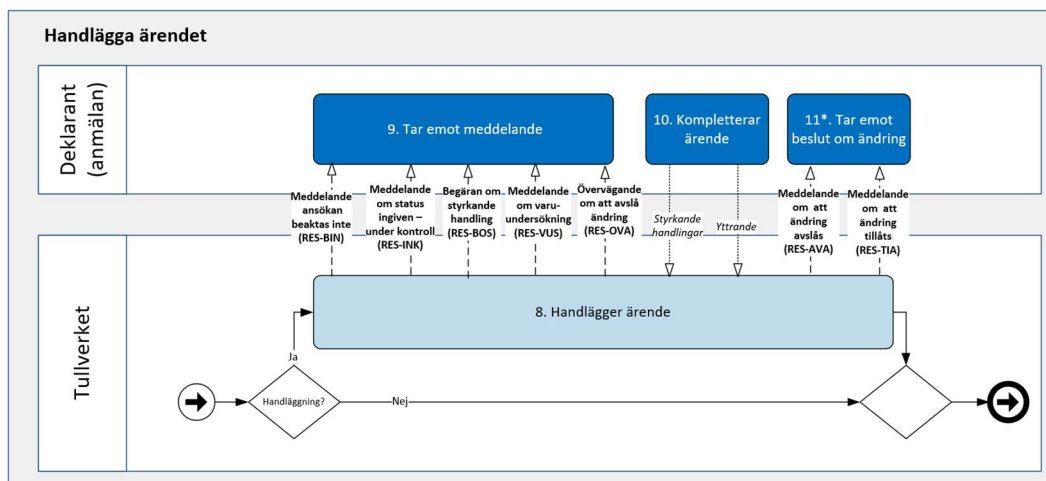 Handlägga ärendet
Deklarant
(anmälan)
9. Tar emot meddelande
10. Kompletterar
ärende
11*. Tar emot
beslut om ändring
Meddelande
ansökan
beaktas inte
(RES-BIN)
Meddelande
om status
ingiven –
under kontroll
(RES-INK)
Begäran om
styrkande
handling
(RES-BOS)
Meddelande
om varu-
undersökning
(RES-VUS)
Övervägande
om att avslå
ändring
(RES-OVA)
Styrkande
handlingar
Yttrande
Meddelande
om att
ändring
avslås
(RES-AVA)
Meddelande
om att
ändring
tillåts
(RES-TIA)
Tullverket
8. Handlägger ärende
Ja
Handläggning?
Nej